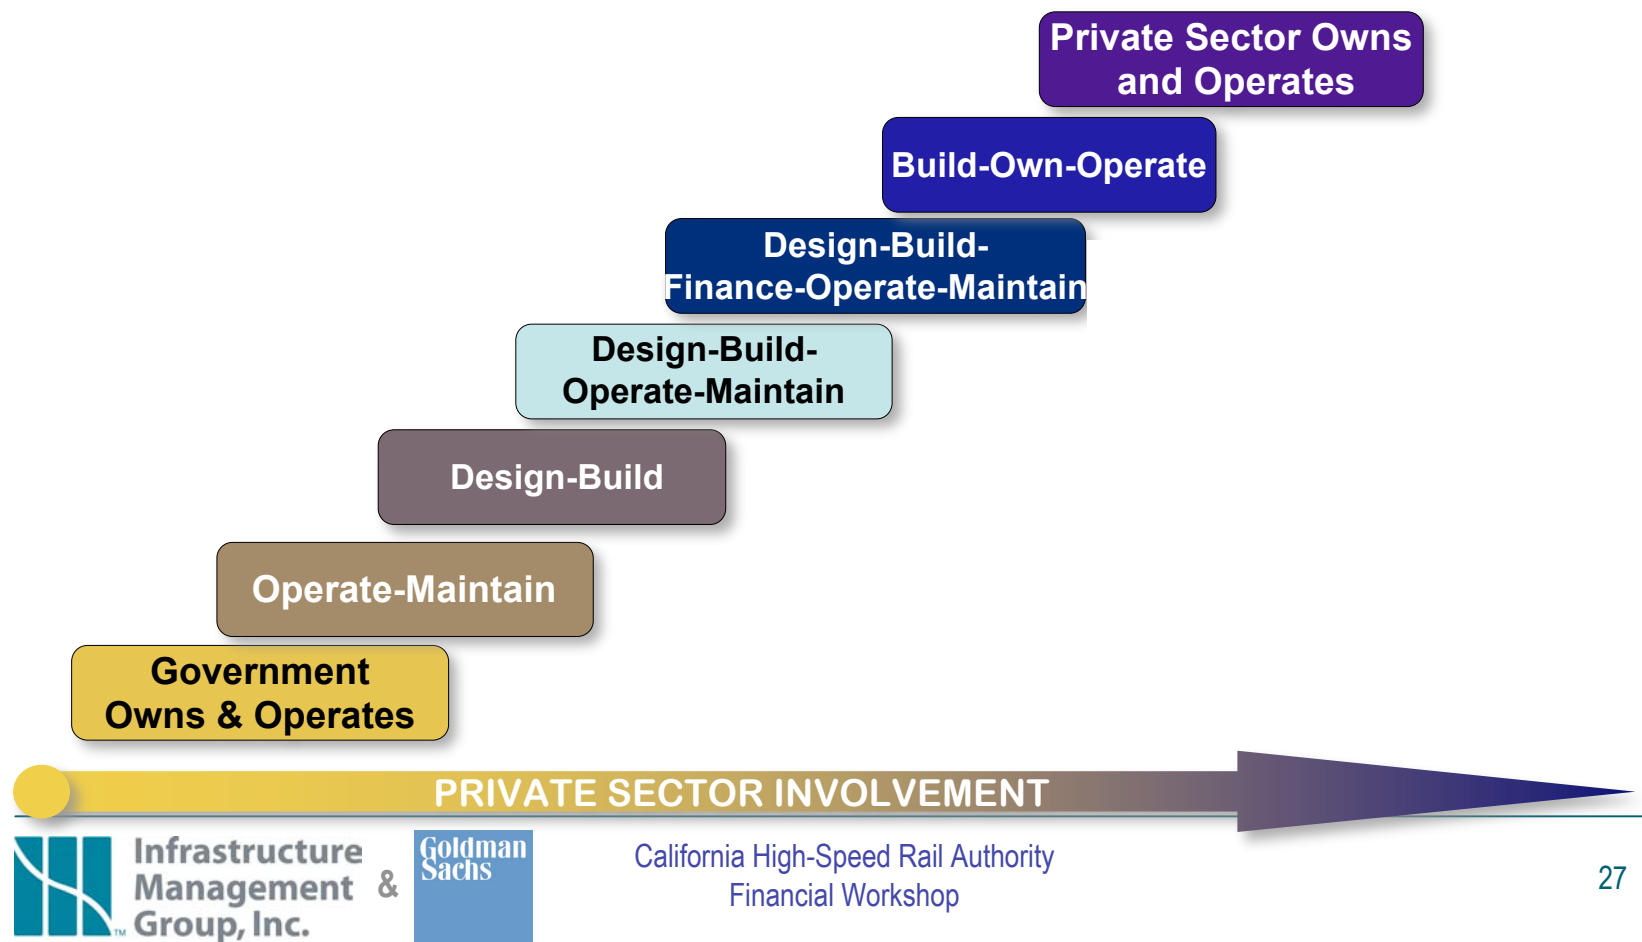 Private Sector Owns
and Operates
Build-Own-Operate
Design-Build-
Finance-Operate-Maintain
Design-Build-
Operate-Maintain
Design-Build
Operate-Maintain
Government
Owns & Operates
PRIVATE SECTOR INVOLVEMENT
Infrastructure
Management
Group, Inc.
TM
&
Goldman
Sachs
California High-Speed Rail Authority
Financial Workshop
27